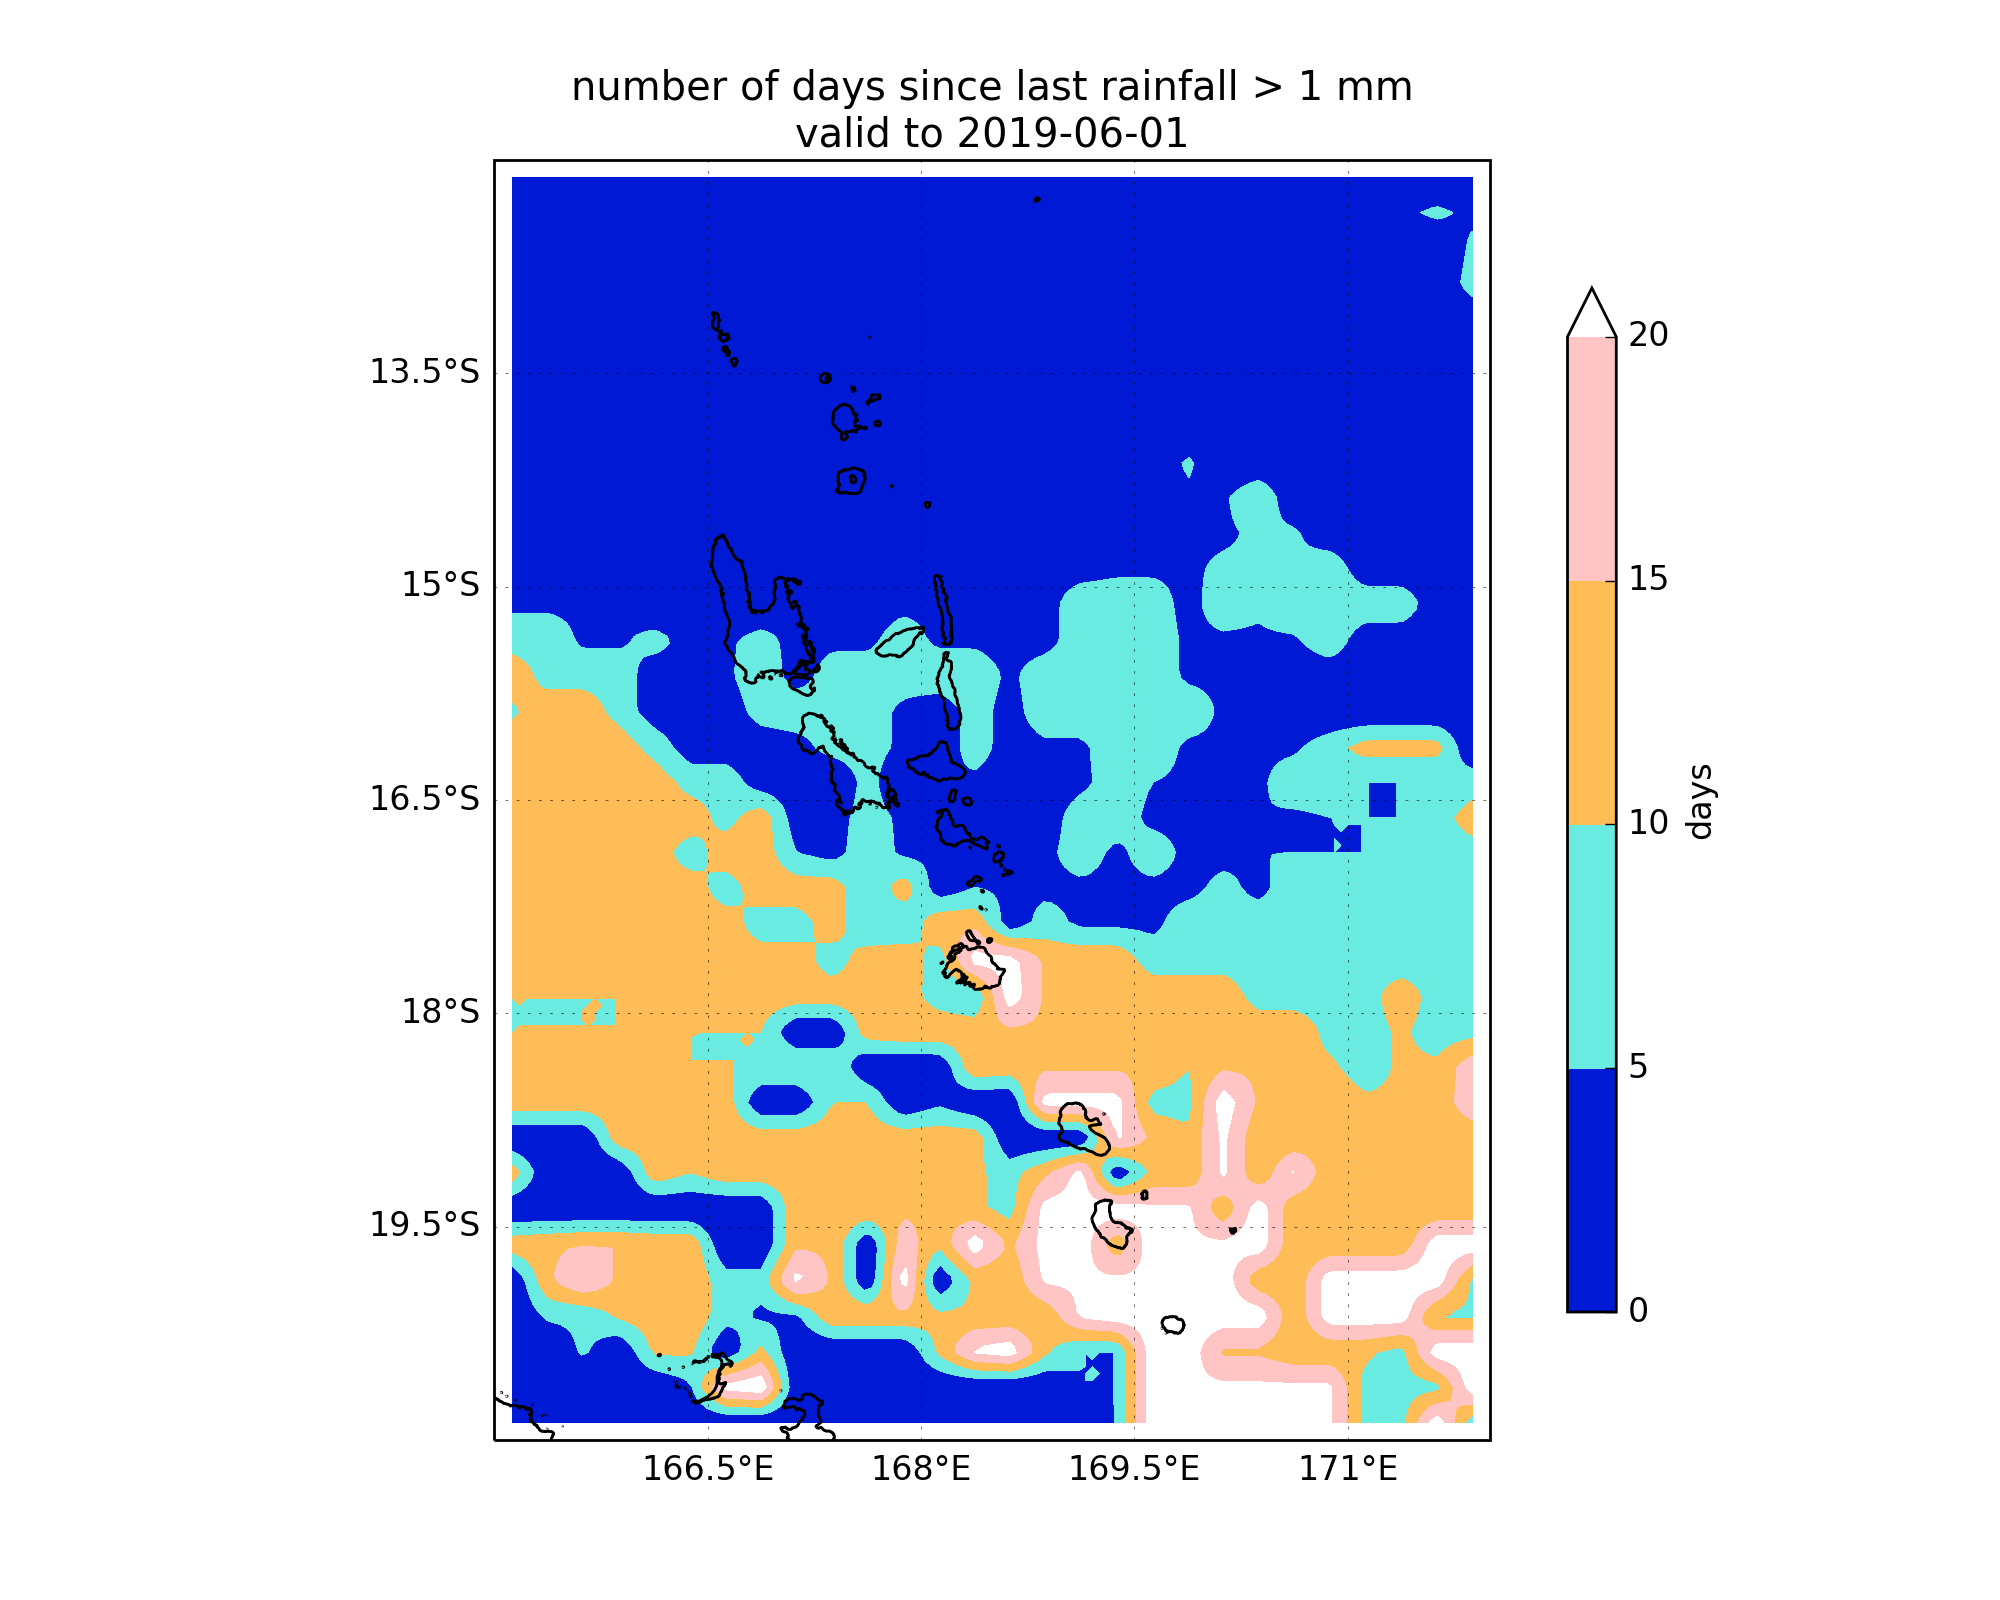 number of days since last rainfall > 1 mm
valid to 2019-06-01
13.5°S
15°S
16.5°S
18°S
19.5°S
166.5°E
168°E
169.5°E
171°E
20
15
10
5
0
days